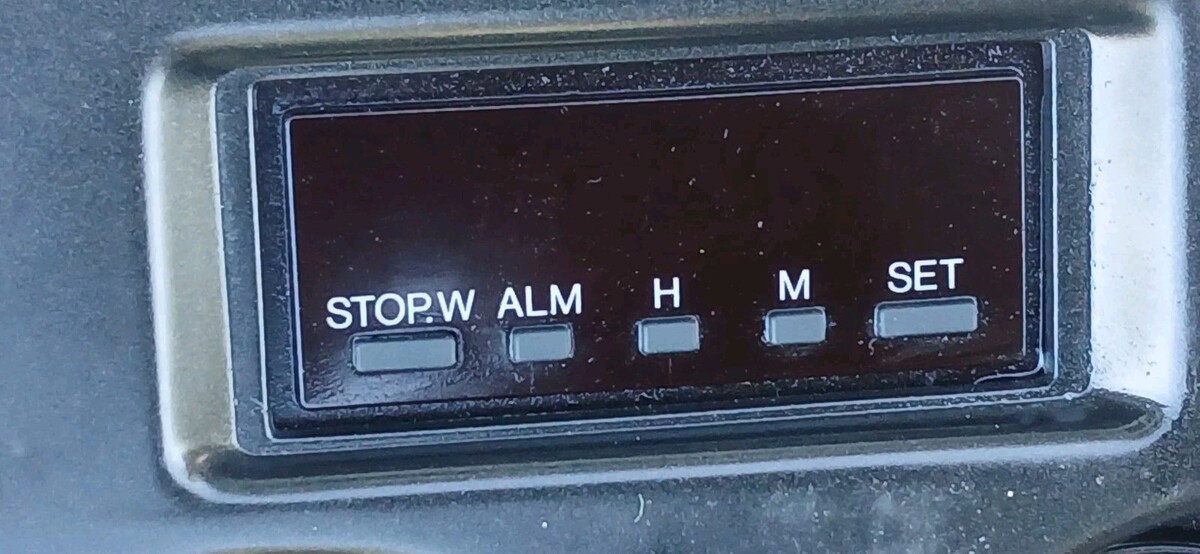 STOP.W ALM H M SET